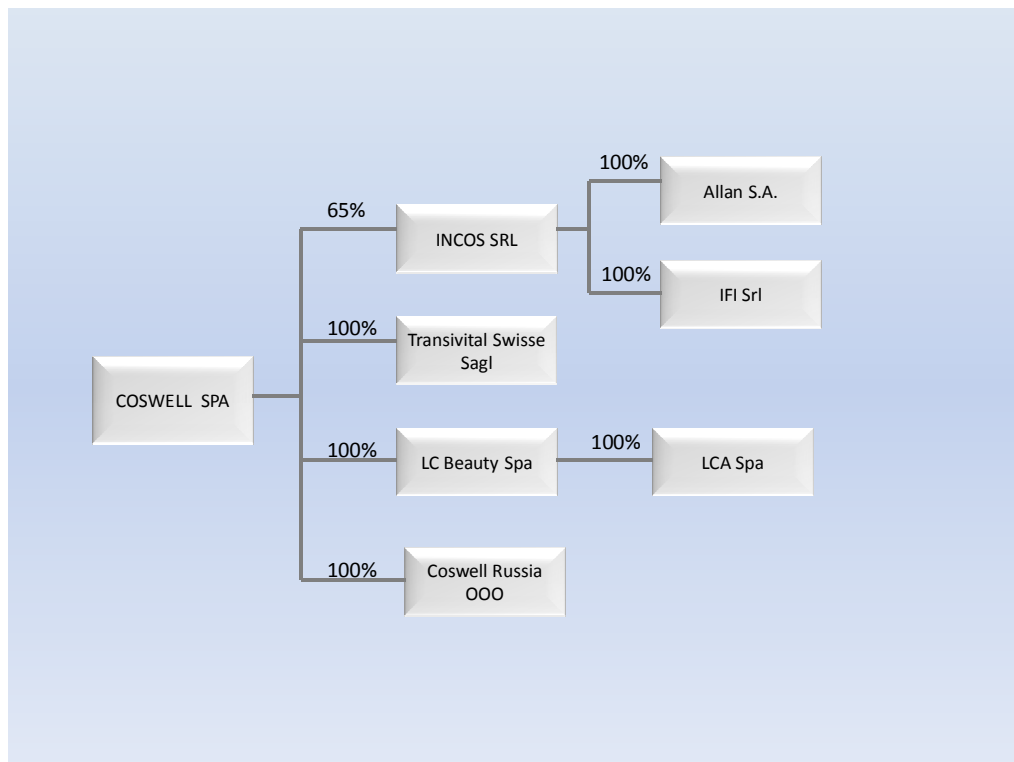 100%
Allan S.A.
65%
INCOS SRL
100%
IFI Srl
100%
Transivital Swisse
Sagl
COSWELL  SPA
100%
LC Beauty Spa
100%
LCA Spa
100%
Coswell Russia
OOO